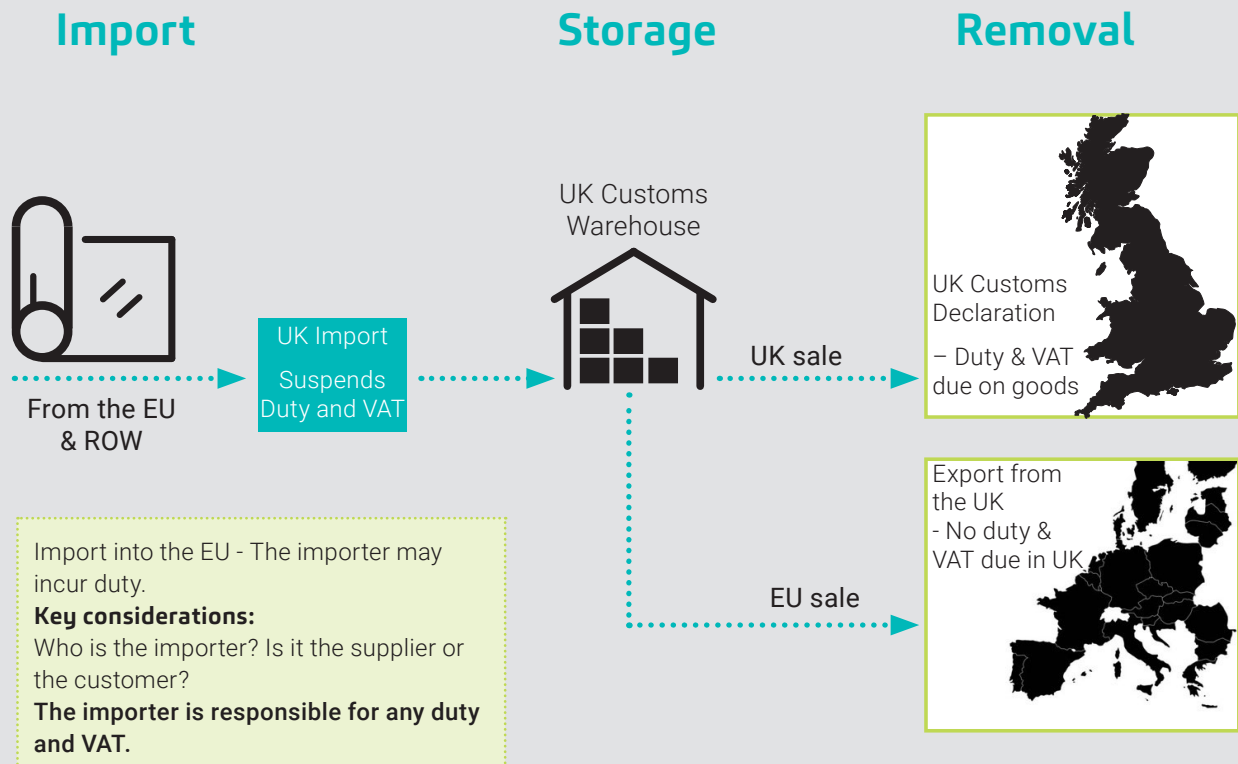 Import
Storage
Removal
From the EU
& ROW
UK Import
Suspends
Duty and VAT
UK Customs
Warehouse
UK sale
UK Customs
Declaration
– Duty & VAT
due on goods
EU sale
Export from
the UK
- No duty &
VAT due in UK
Import into the EU - The importer may
incur duty.
Key considerations:
Who is the importer? Is it the supplier or
the customer?
The importer is responsible for any duty
and VAT.